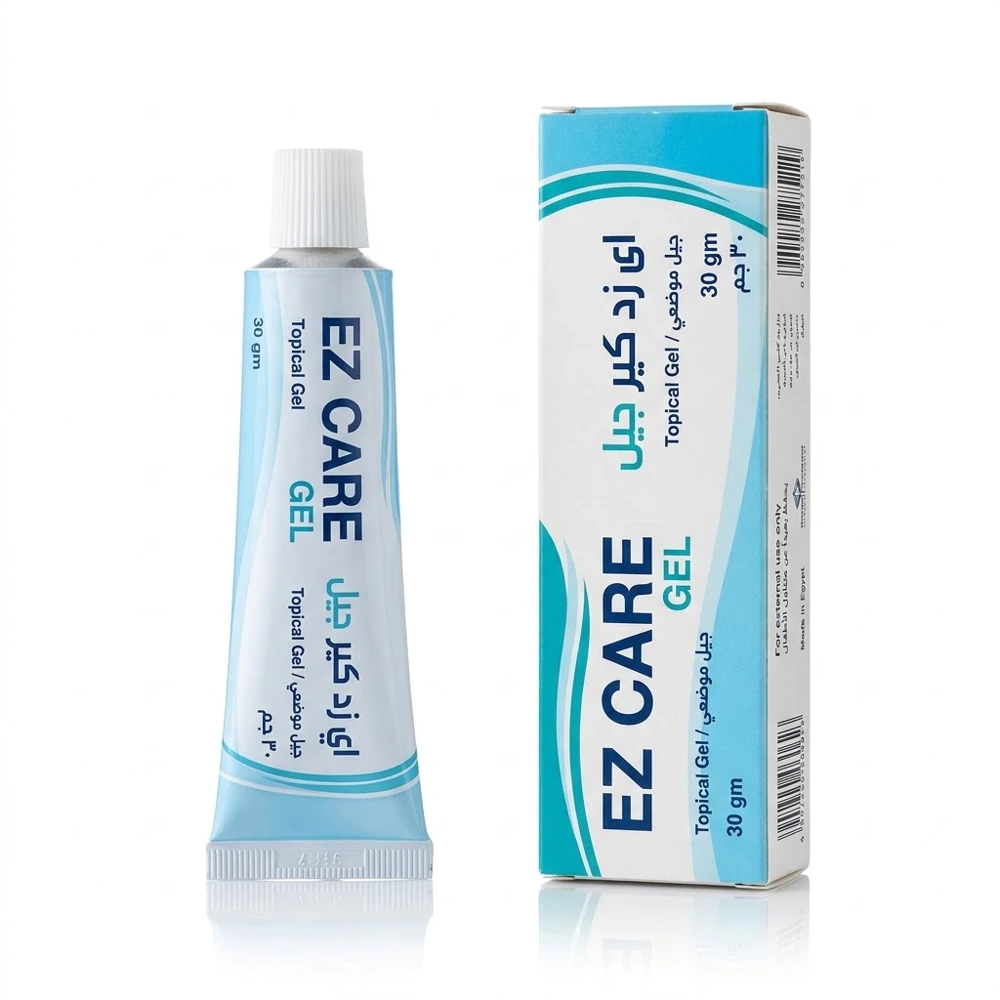 EZ CARE
GEL
Topical Gel
30 gm
اي زد كير جيل
Topical Gel / جيل موضعي
٣٠ جم
اى زد كير جيل
Topical Gel / جيل موضعي
30 gm
٣٠ جم
EZ CARE
GEL
Topical Gel / جيل موضعي
30 gm
For external use only
Made in Egypt